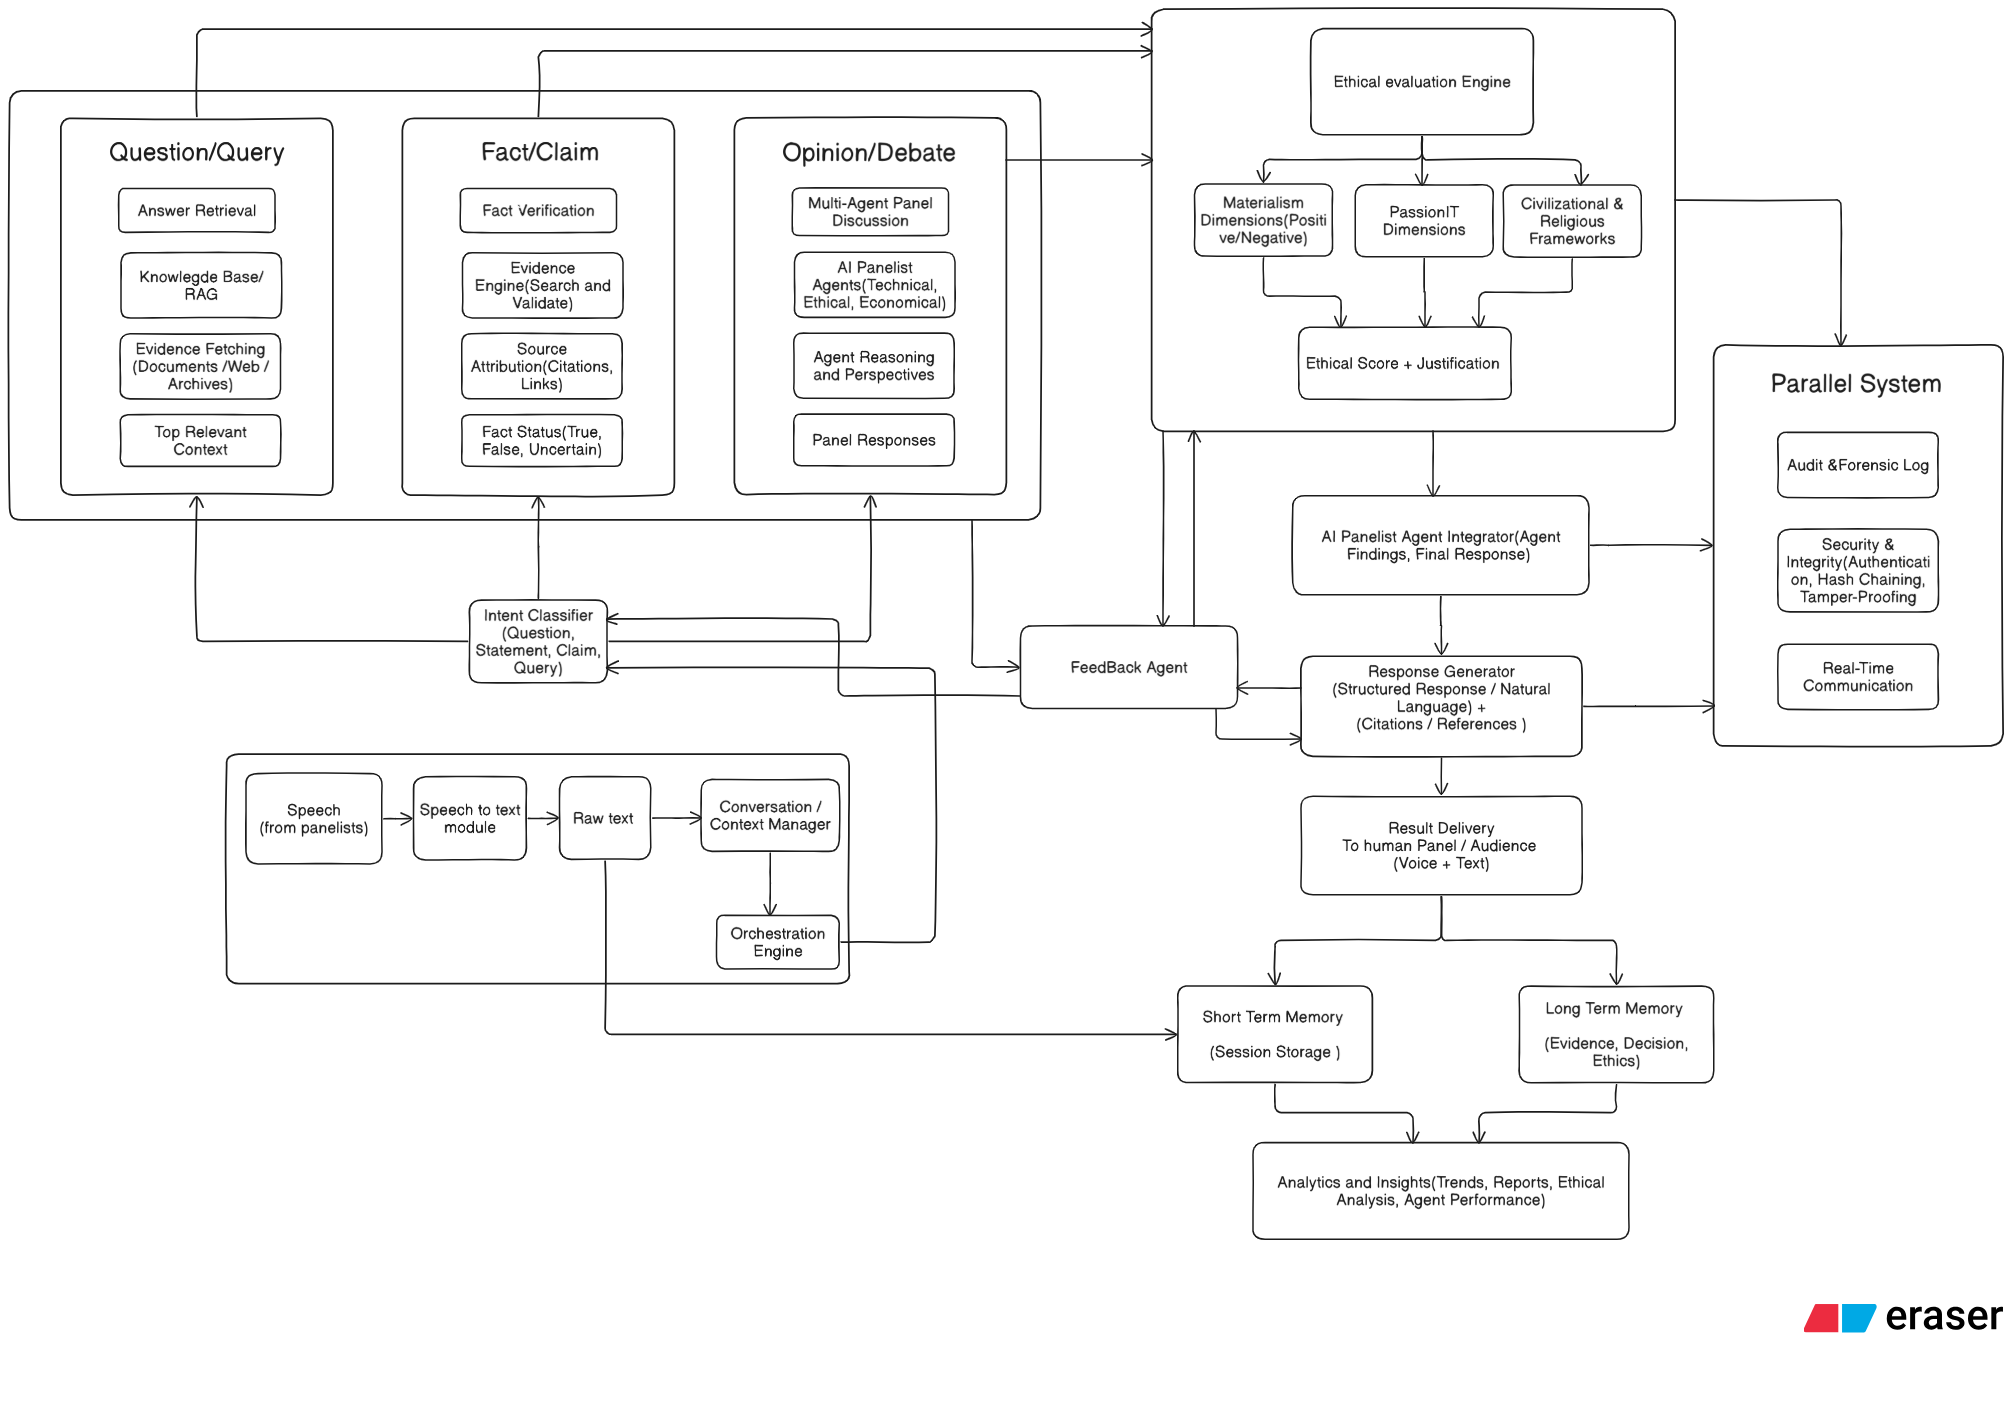 Question/Query
Answer Retrieval
Knowlegde Base/
RAG
Evidence Fetching
(Documents /Web /
Archives)
Top Relevant
Context
Fact/Claim
Fact Verification
Evidence
Engine(Search and
Validate)
Source
Attribution(Citations,
Links)
Fact Status(True,
False, Uncertain)
Opinion/Debate
Multi-Agent Panel
Discussion
AI Panelist
Agents(Technical,
Ethical, Economical)
Agent Reasoning
and Perspectives
Panel Responses
Ethical evaluation Engine
Materialism
Dimensions(Positi
ve/Negative)
PassionIT
Dimensions
Civilizational &
Religious
Frameworks
Ethical Score + Justification
Parallel System
Audit &Forensic Log
Security &
Integrity(Authenticati
on, Hash Chaining,
Tamper-Proofing
Real-Time
Communication
AI Panelist Agent Integrator(Agent
Findings, Final Response)
Intent Classifier
(Question,
Statement, Claim,
Query)
FeedBack Agent
Response Generator
(Structured Response / Natural
Language) +
(Citations / References )
Speech
(from panelists)
Speech to text
module
Raw text
Conversation /
Context Manager
Orchestration
Engine
Result Delivery
To human Panel / Audience
(Voice + Text)
Short Term Memory
(Session Storage )
Long Term Memory
(Evidence, Decision,
Ethics)
Analytics and Insights(Trends, Reports, Ethical
Analysis, Agent Performance)
eraser